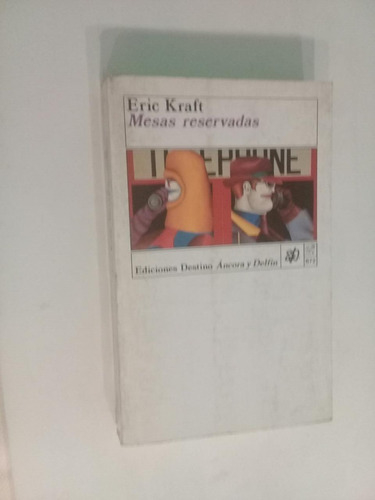 Eric Kraft
Mesas reservadas
TELEPHONE
Ediciones Destino Áncora y Delfín